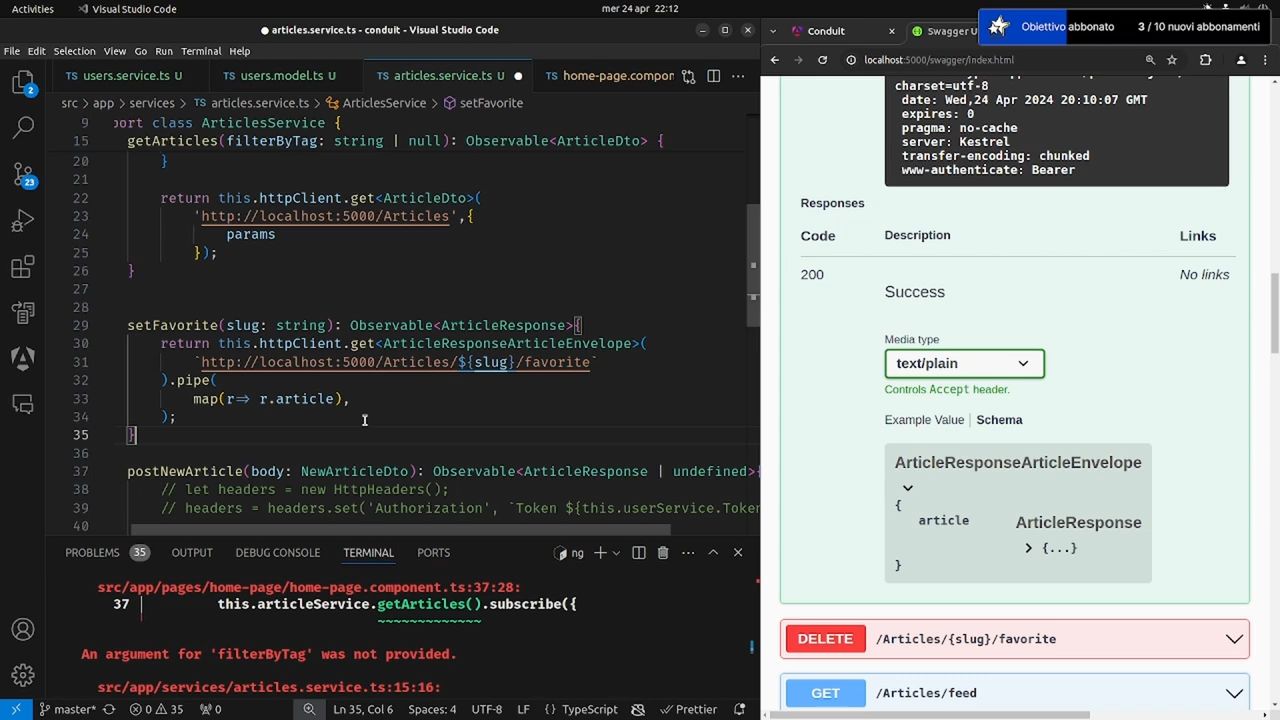 Activities
Visual Studio Code
mer 24 apr 22:12
Obiettivo abbonato
3 / 10 nuovi abbonamenti
● articles.service.ts - conduit - Visual Studio Code
File Edit Selection View Go Run Terminal Help
users.service.ts U
users.model.ts U
articles.service.ts U ●
home-page.compon
src > app > services > articles.service.ts > ArticlesService > setFavorite
9 port class ArticlesService {
15 getArticles(filterByTag: string | null): Observable<ArticleDto> {
20 }
21
22 return this.httpClient.get<ArticleDto>(
23 'http://localhost:5000/Articles',{
24 params
25 });
26 }
27
28
29 setFavorite(slug: string): Observable<ArticleResponse>{
30 return this.httpClient.get<ArticleResponseArticleEnvelope>(
31 `http://localhost:5000/Articles/${slug}/favorite`
32 ).pipe(
33 map(r=> r.article),
34 );
35 }
36
37 postNewArticle(body: NewArticleDto): Observable<ArticleResponse | undefined>{
38 // let headers = new HttpHeaders();
39 // headers = headers.set('Authorization', `Token ${this.userService.Token
40
2
23
PROBLEMS 35 OUTPUT DEBUG CONSOLE TERMINAL PORTS
ng
src/app/pages/home-page/home-page.component.ts:37:28:
37 │ this.articleService.getArticles().subscribe({
~~~~~~~~~~~~~
An argument for 'filterByTag' was not provided.
src/app/services/articles.service.ts:15:16:
master* 0 35 0 Ln 35, Col 6 Spaces: 4 UTF-8 LF {} TypeScript Prettier
Conduit
Swagger U
localhost:5000/swagger/index.html
charset=utf-8
date: Wed,24 Apr 2024 20:10:07 GMT
expires: 0
pragma: no-cache
server: Kestrel
transfer-encoding: chunked
www-authenticate: Bearer
Responses
Code Description Links
200 No links
Success
Media type
text/plain
Controls Accept header.
Example Value | Schema
ArticleResponseArticleEnvelope
{
article ArticleResponse
{...}
}
DELETE /Articles/{slug}/favorite
GET /Articles/feed